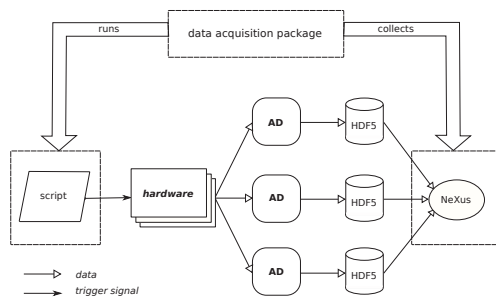 data acquisition package
runs
collects
AD
HDF5
script
hardware
AD
HDF5
NeXus
AD
HDF5
data
trigger signal